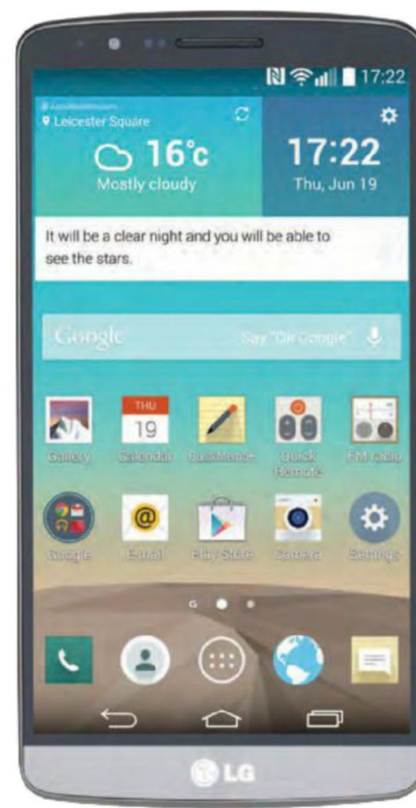 17:22
Leicester Square
16°c
Mostly cloudy
17:22
Thu, Jun 19
It will be a clear night and you will be able to
see the stars.
Google
Say "Ok Google"
THU
19
Gallery
Calendar
QuickMemo+
Quick
Remote
FM radio
Google
Email
Play Store
Camera
Settings
G
LG